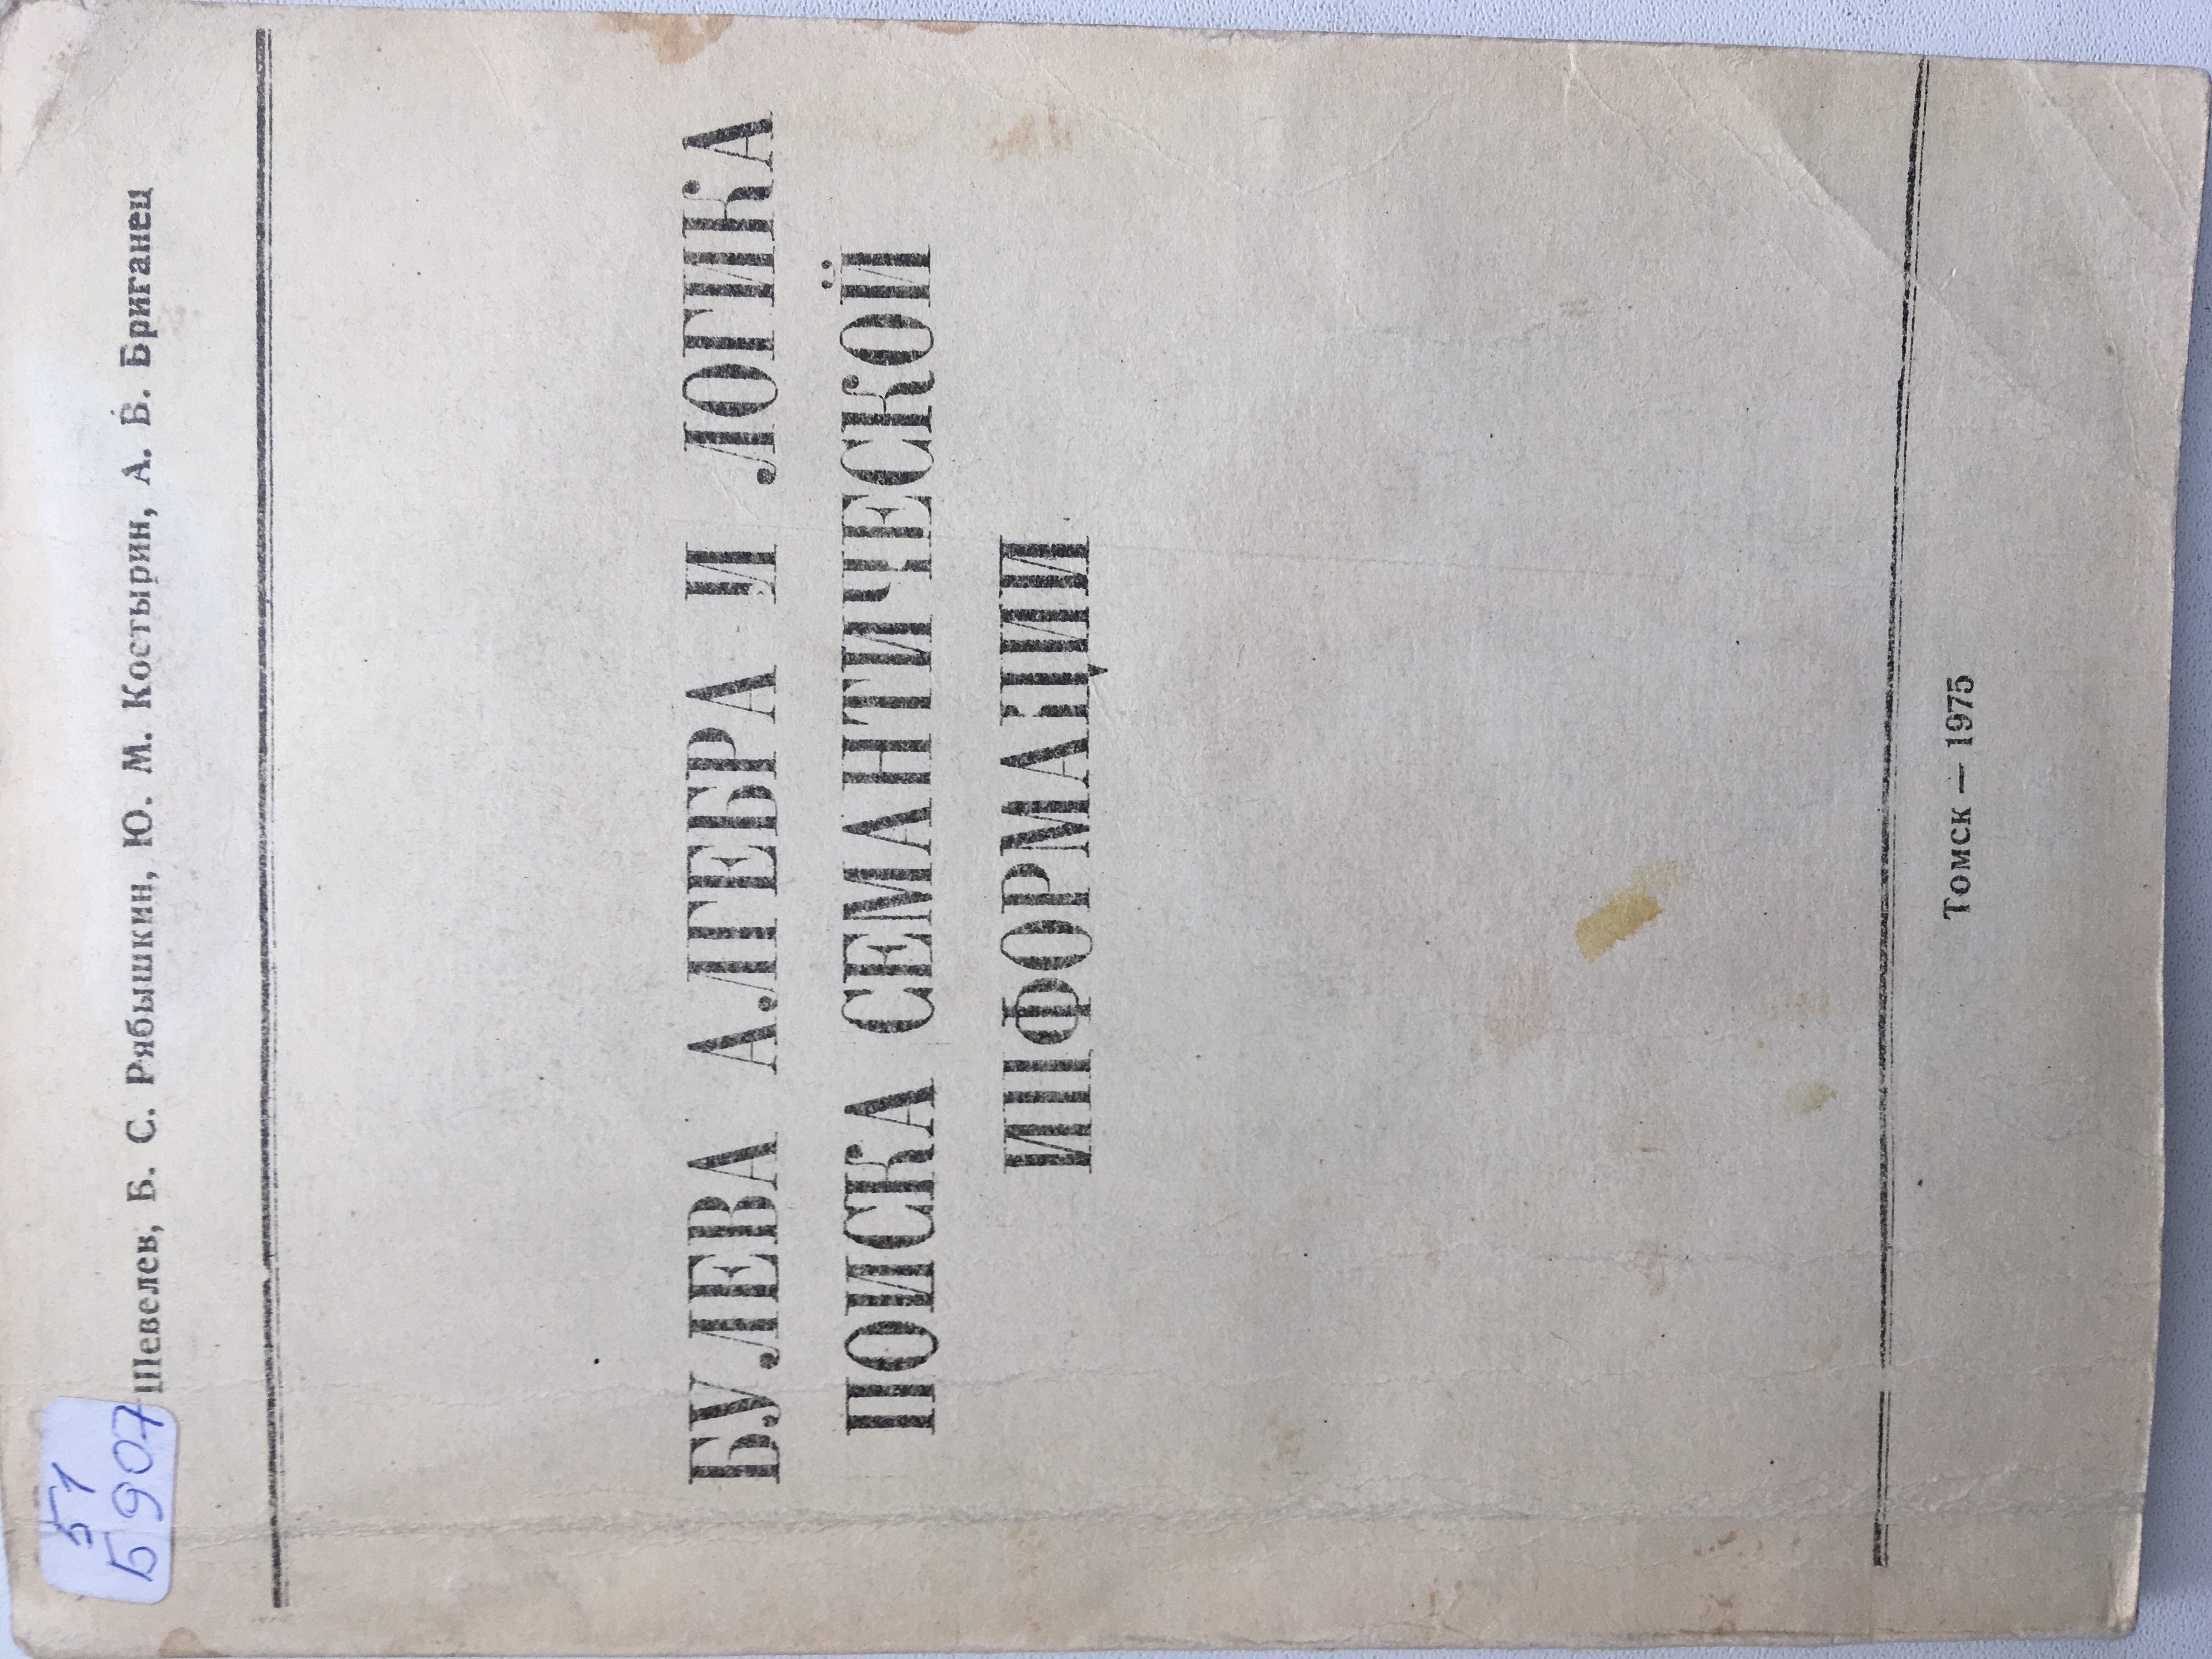 51
Б907
Шевелев, Б. С. Рябышкин, Ю. М. Костырин, А. В. Бриганец
БУЛЕВА АЛГЕБРА И ЛОГИКА
ПОИСКА СЕМАНТИЧЕСКОЙ
ИНФОРМАЦИИ
Томск — 1975